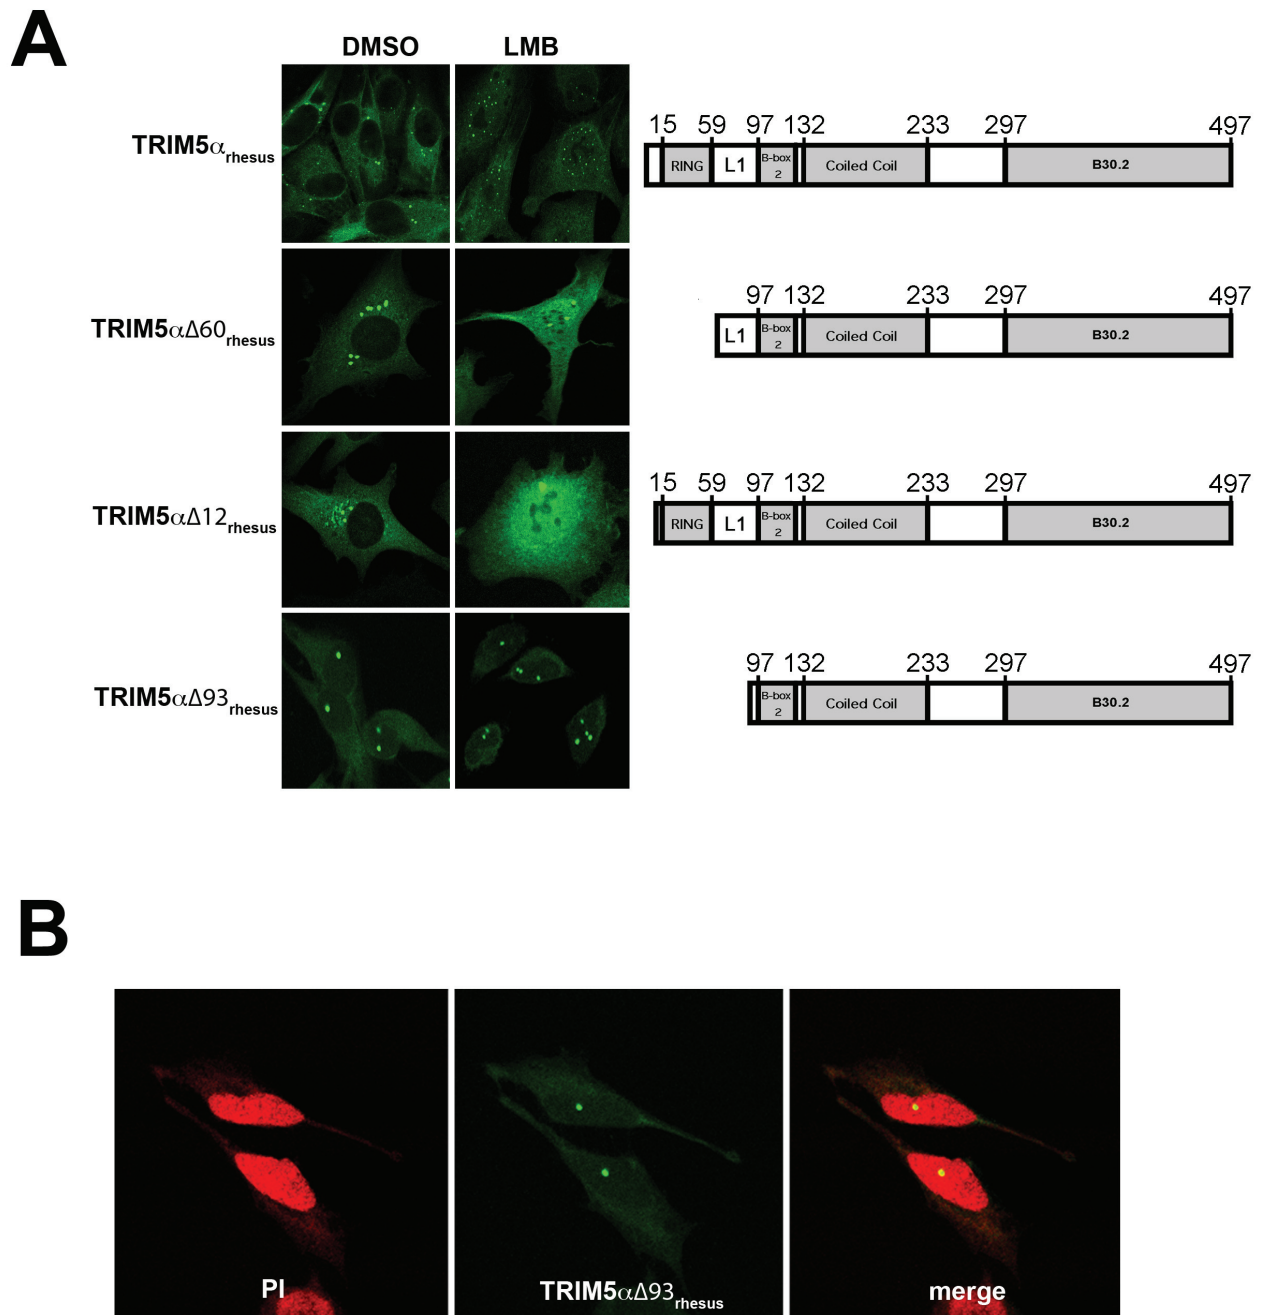 A
DMSO LMB
TRIM5αrhesus
15 59 97 132 233 297 497
RING L1 B-box 2 Coiled Coil B30.2
TRIM5αΔ60rhesus
97 132 233 297 497
L1 B-box 2 Coiled Coil B30.2
TRIM5αΔ12rhesus
15 59 97 132 233 297 497
RING L1 B-box 2 Coiled Coil B30.2
TRIM5αΔ93rhesus
97 132 233 297 497
B-box 2 Coiled Coil B30.2
B
PI TRIM5αΔ93rhesus merge